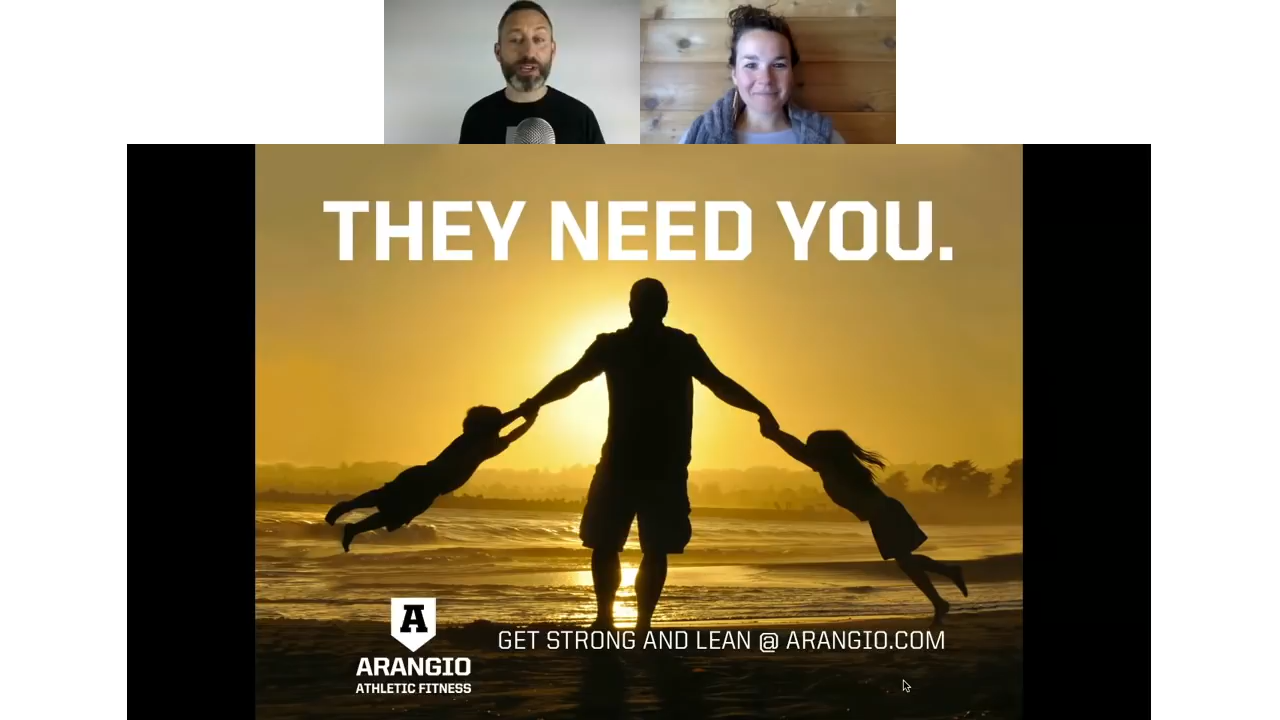 THEY NEED YOU.
A
GET STRONG AND LEAN @ ARANGIO.COM
ARANGIO
ATHLETIC FITNESS